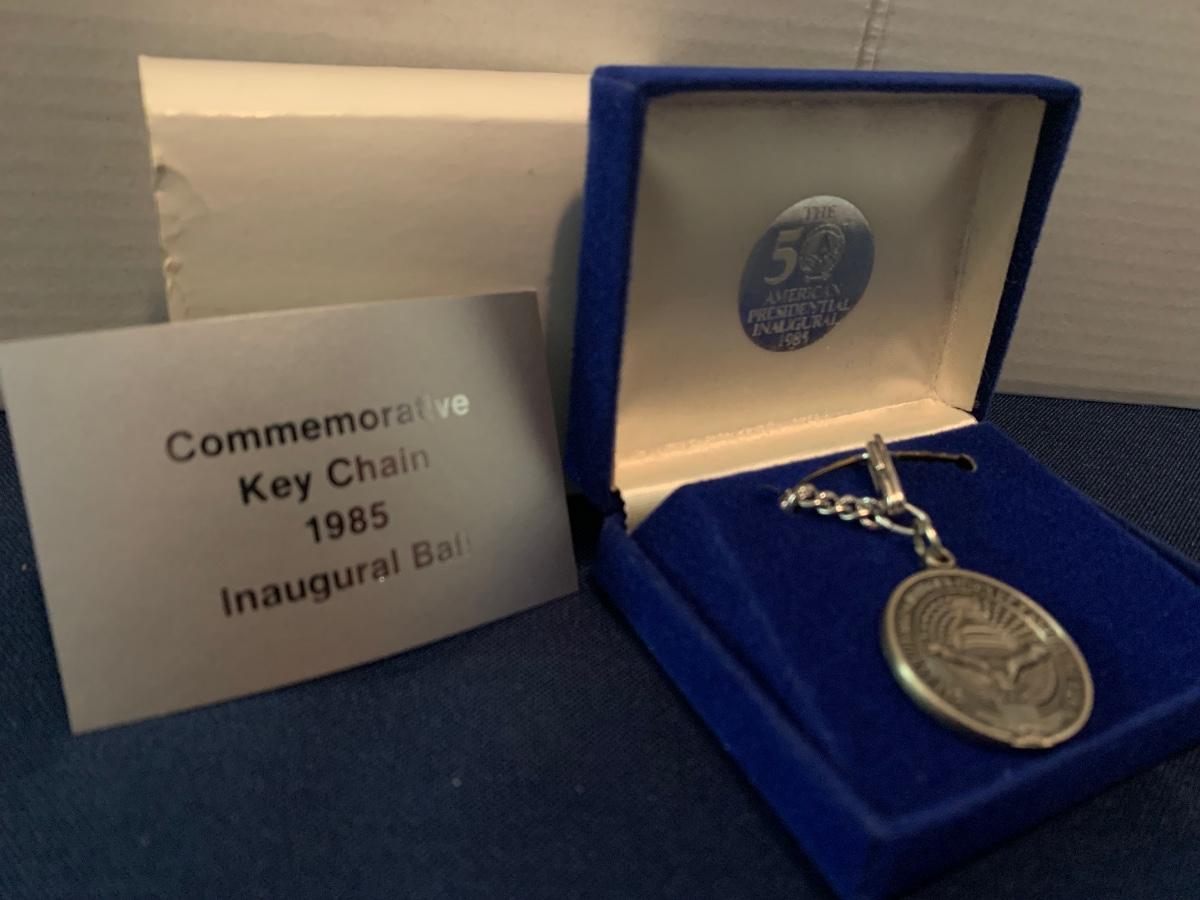 Commemorative
Key Chain
1985
Inaugural Ball
THE
50
AMERICAN
PRESIDENTIAL
INAUGURAL
1985